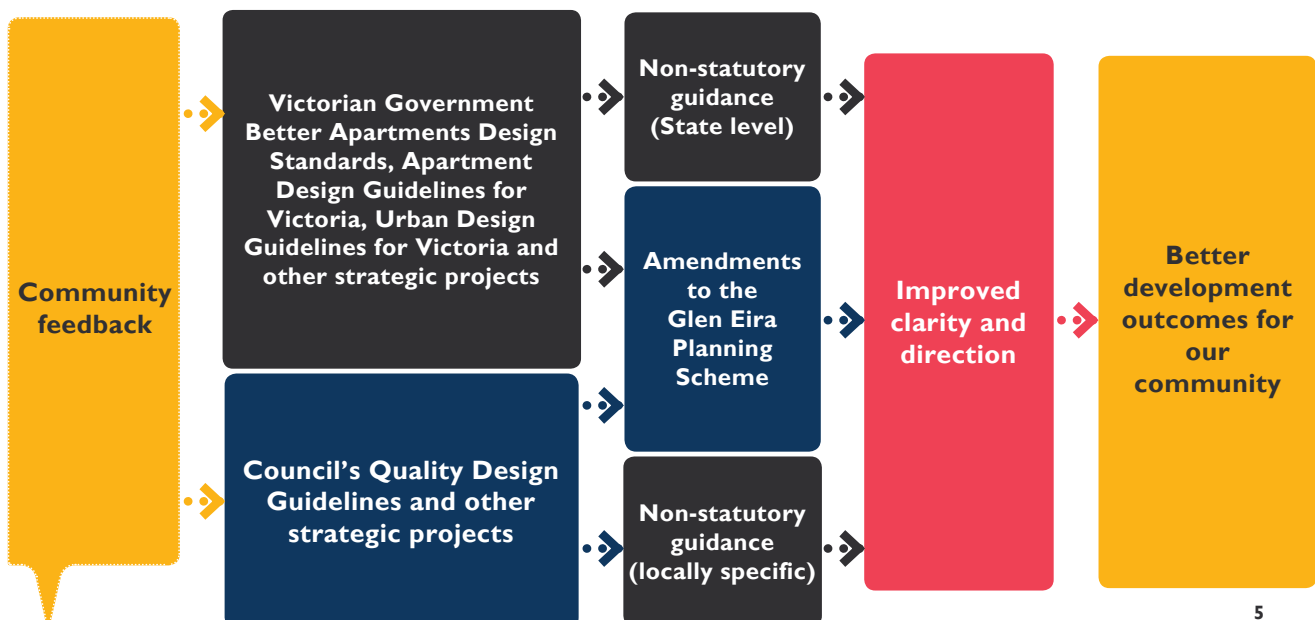 Community
feedback
Victorian Government
Better Apartments Design
Standards, Apartment
Design Guidelines for
Victoria, Urban Design
Guidelines for Victoria and
other strategic projects
Council’s Quality Design
Guidelines and other
strategic projects
Non-statutory
guidance
(State level)
Amendments
to the
Glen Eira
Planning
Scheme
Non-statutory
guidance
(locally specific)
Improved
clarity and
direction
Better
development
outcomes for
our
community
5